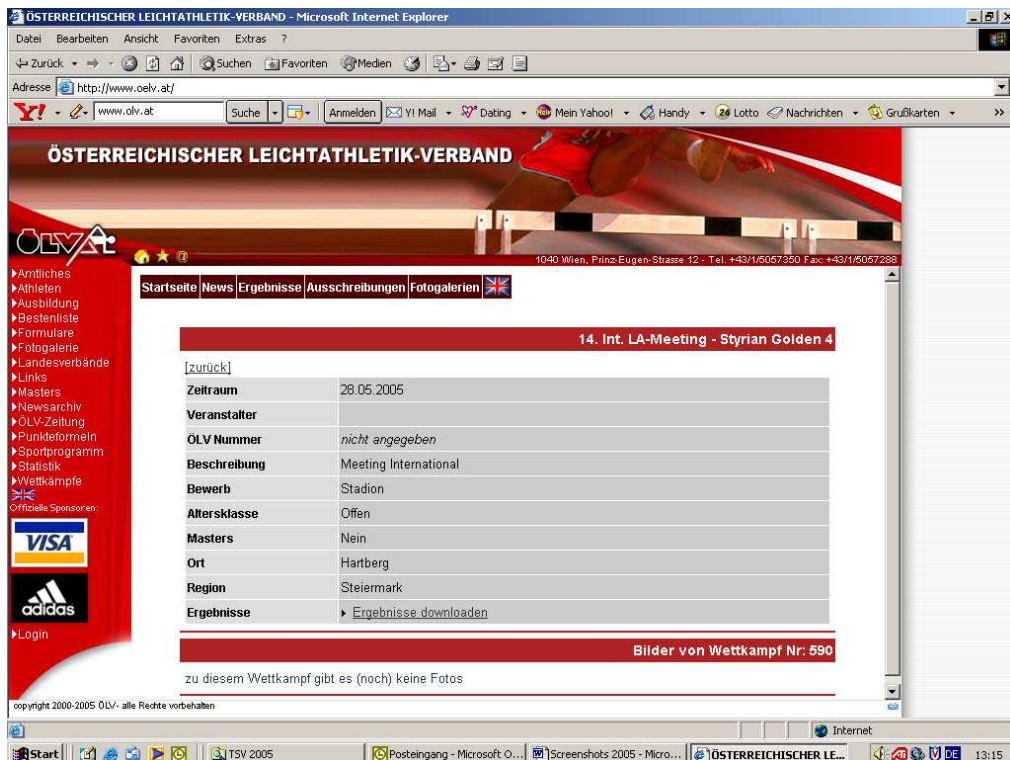 ÖSTERREICHISCHER LEICHTATHLETIK-VERBAND - Microsoft Internet Explorer
Datei Bearbeiten Ansicht Favoriten Extras ?
Zurück Suchen Favoriten Medien
Adresse http://www.oelv.at/
Y! www.olv.at Suche Anmelden Y! Mail Dating Mein Yahoo! Handy 24 Lotto Nachrichten Grußkarten »
ÖSTERREICHISCHER LEICHTATHLETIK-VERBAND
ÖLV
1040 Wien, Prinz-Eugen-Strasse 12 - Tel. +43/1/5057350 Fax: +43/1/5057288
Startseite News Ergebnisse Ausschreibungen Fotogalerien
Amtliches
Athleten
Ausbildung
Bestenliste
Formulare
Fotogalerie
Landesverbände
Links
Masters
Newsarchiv
ÖLV-Zeitung
Punkteformeln
Sportprogramm
Statistik
Wettkämpfe
Offizielle Sponsoren:
VISA
adidas
Login
14. Int. LA-Meeting - Styrian Golden 4
[zurück]
Zeitraum 28.05.2005
Veranstalter
ÖLV Nummer nicht angegeben
Beschreibung Meeting International
Bewerb Stadion
Altersklasse Offen
Masters Nein
Ort Hartberg
Region Steiermark
Ergebnisse Ergebnisse downloaden
Bilder von Wettkampf Nr: 590
zu diesem Wettkampf gibt es (noch) keine Fotos
copyright 2000-2005 ÖLV- alle Rechte vorbehalten
Internet
Start TSV 2005 Posteingang - Microsoft O... Screenshots 2005 - Micro... ÖSTERREICHISCHER LE... DE 13:15